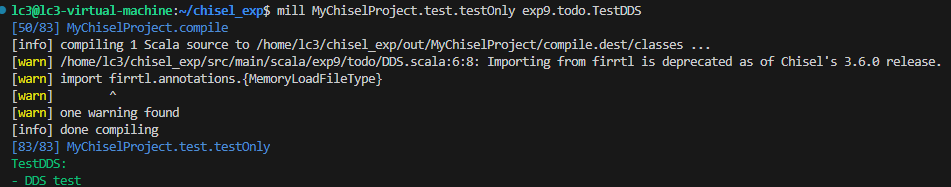 lc3@lc3-virtual-machine:~/chisel_exp$ mill MyChiselProject.test.testOnly exp9.todo.TestDDS
[50/83] MyChiselProject.compile
[info] compiling 1 Scala source to /home/lc3/chisel_exp/out/MyChiselProject/compile.dest/classes ...
[warn] /home/lc3/chisel_exp/src/main/scala/exp9/todo/DDS.scala:6:8: Importing from firrtl is deprecated as of Chisel's 3.6.0 release.
[warn] import firrtl.annotations.{MemoryLoadFileType}
[warn]        ^
[warn] one warning found
[info] done compiling
[83/83] MyChiselProject.test.testOnly
TestDDS:
- DDS test